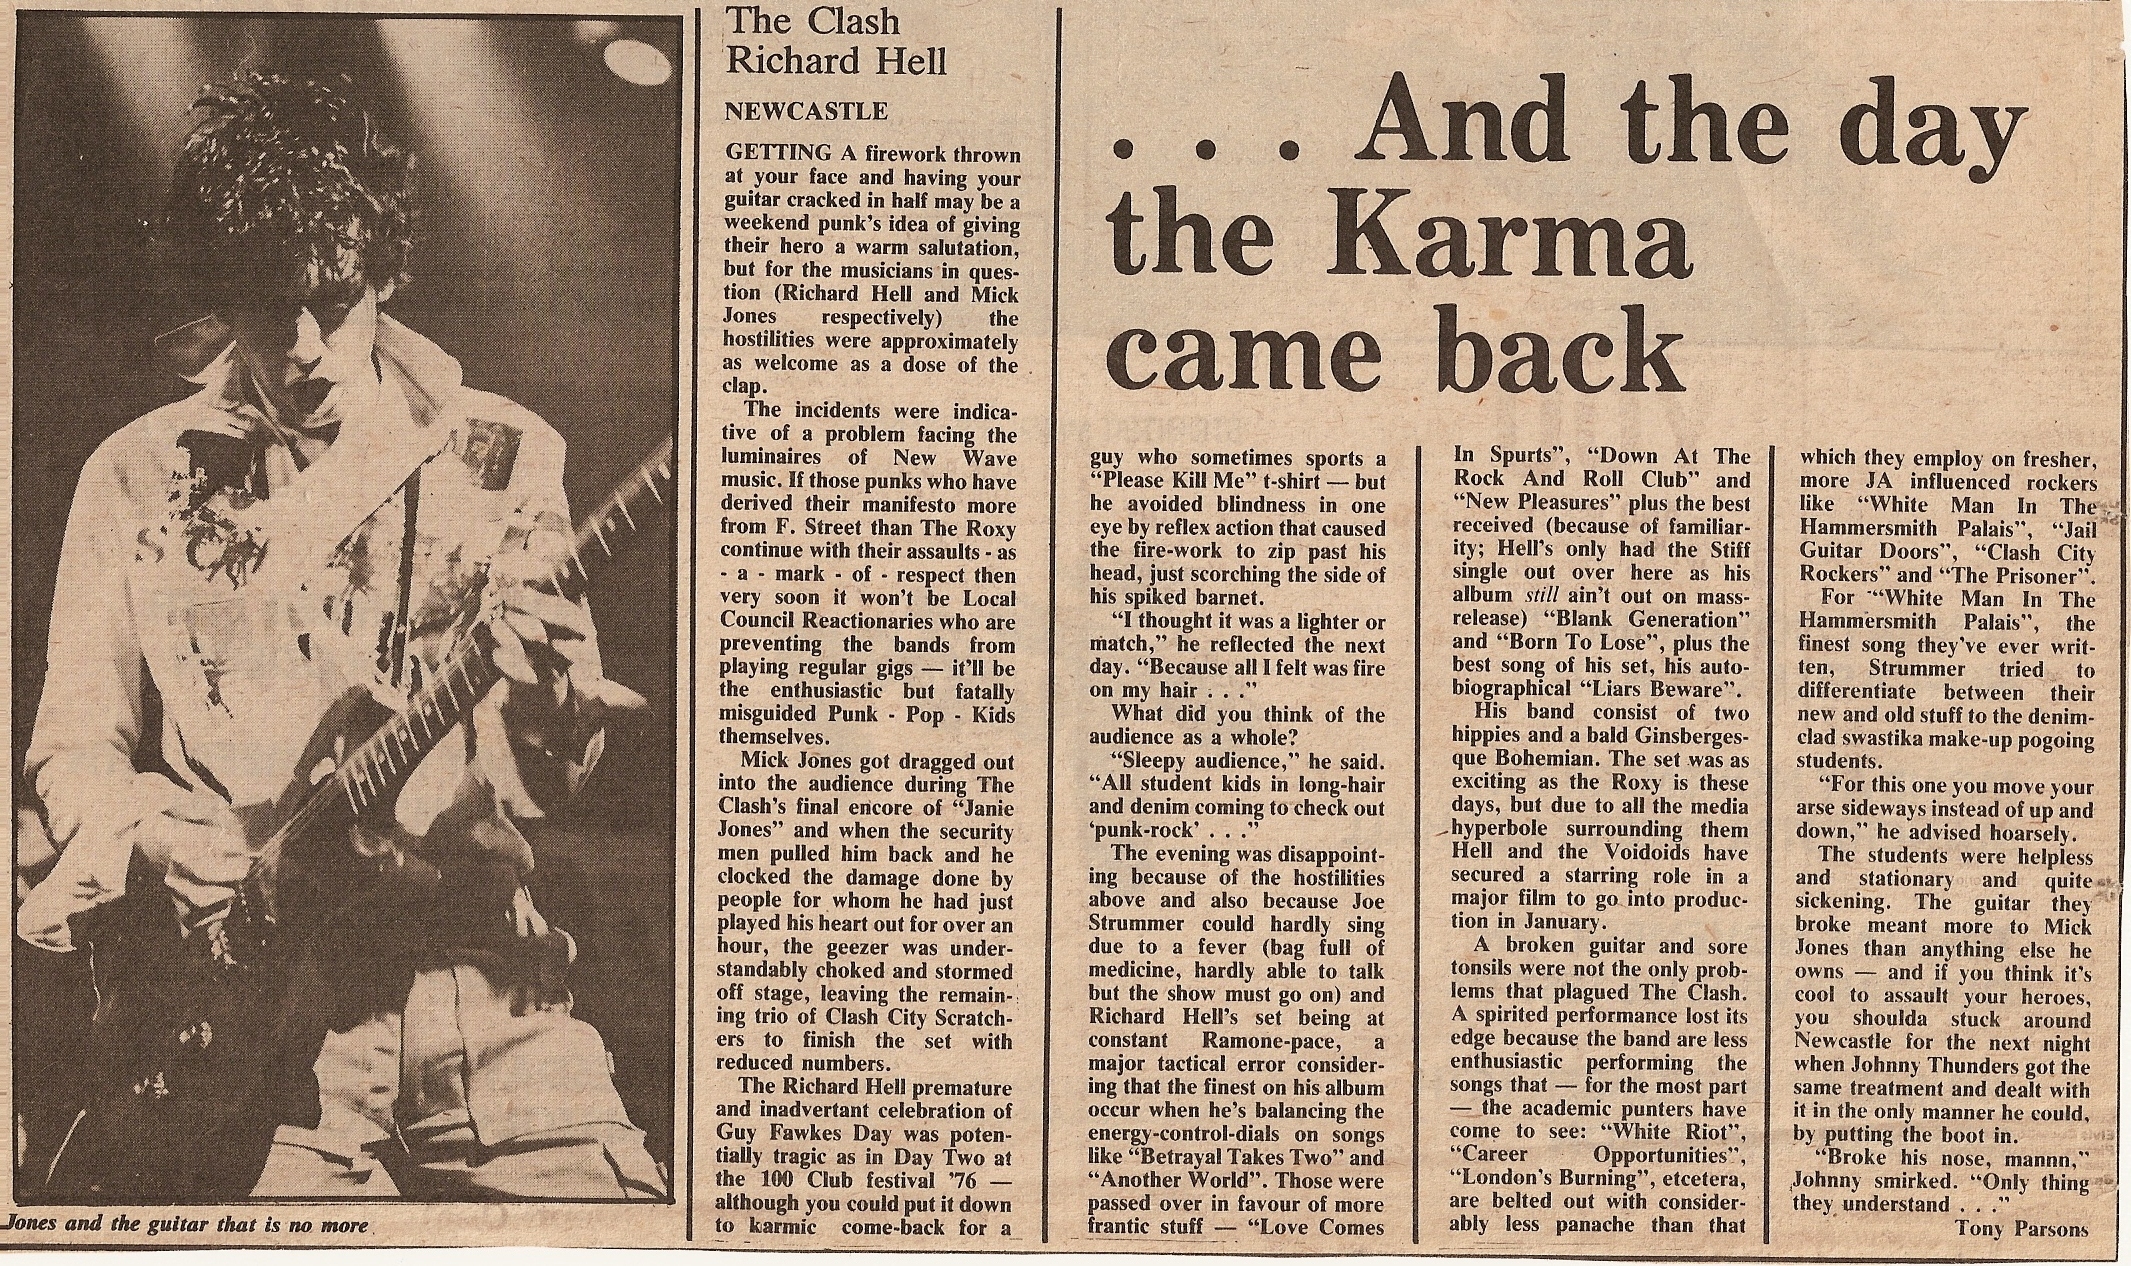 The Clash
Richard Hell
NEWCASTLE
GETTING A firework thrown
at your face and having your
guitar cracked in half may be a
weekend punk's idea of giving
their hero a warm salutation,
but for the musicians in ques-
tion (Richard Hell and Mick
Jones respectively) the
hostilities were approximately
as welcome as a dose of the
clap.
The incidents were indica-
tive of a problem facing the
luminaires of New Wave
music. If those punks who have
derived their manifesto more
from F. Street than The Roxy
continue with their assaults - as
- a - mark - of - respect then
very soon it won't be Local
Council Reactionaries who are
preventing the bands from
playing regular gigs — it'll be
the enthusiastic but fatally
misguided Punk - Pop - Kids
themselves.
Mick Jones got dragged out
into the audience during The
Clash's final encore of “Janie
Jones” and when the security
men pulled him back and he
clocked the damage done by
people for whom he had just
played his heart out for over an
hour, the geezer was under-
standably choked and stormed
off stage, leaving the remain-
ing trio of Clash City Scratch-
ers to finish the set with
reduced numbers.
The Richard Hell premature
and inadvertant celebration of
Guy Fawkes Day was poten-
tially tragic as in Day Two at
the 100 Club festival '76 —
although you could put it down
to karmic come-back for a
. . . And the day
the Karma
came back
guy who sometimes sports a
“Please Kill Me” t-shirt — but
he avoided blindness in one
eye by reflex action that caused
the fire-work to zip past his
head, just scorching the side of
his spiked barnet.
“I thought it was a lighter or
match,” he reflected the next
day. “Because all I felt was fire
on my hair . . .”
What did you think of the
audience as a whole?
“Sleepy audience,” he said.
“All student kids in long-hair
and denim coming to check out
‘punk-rock’ . . .”
The evening was disappoint-
ing because of the hostilities
above and also because Joe
Strummer could hardly sing
due to a fever (bag full of
medicine, hardly able to talk
but the show must go on) and
Richard Hell's set being at
constant Ramone-pace, a
major tactical error consider-
ing that the finest on his album
occur when he's balancing the
energy-control-dials on songs
like “Betrayal Takes Two” and
“Another World”. Those were
passed over in favour of more
frantic stuff — “Love Comes
In Spurts”, “Down At The
Rock And Roll Club” and
“New Pleasures” plus the best
received (because of familiar-
ity; Hell's only had the Stiff
single out over here as his
album still ain't out on mass-
release) “Blank Generation”
and “Born To Lose”, plus the
best song of his set, his auto-
biographical “Liars Beware”.
His band consist of two
hippies and a bald Ginsberges-
que Bohemian. The set was as
exciting as the Roxy is these
days, but due to all the media
hyperbole surrounding them
Hell and the Voidoids have
secured a starring role in a
major film to go into produc-
tion in January.
A broken guitar and sore
tonsils were not the only prob-
lems that plagued The Clash.
A spirited performance lost its
edge because the band are less
enthusiastic performing the
songs that — for the most part
— the academic punters have
come to see: “White Riot”,
“Career Opportunities”,
“London's Burning”, etcetera,
are belted out with consider-
ably less panache than that
which they employ on fresher,
more JA influenced rockers
like “White Man In The
Hammersmith Palais”, “Jail
Guitar Doors”, “Clash City
Rockers” and “The Prisoner”.
For “White Man In The
Hammersmith Palais”, the
finest song they've ever writ-
ten, Strummer tried to
differentiate between their
new and old stuff to the denim-
clad swastika make-up pogoing
students.
“For this one you move your
arse sideways instead of up and
down,” he advised hoarsely.
The students were helpless
and stationary and quite
sickening. The guitar they
broke meant more to Mick
Jones than anything else he
owns — and if you think it's
cool to assault your heroes,
you shoulda stuck around
Newcastle for the next night
when Johnny Thunders got the
same treatment and dealt with
it in the only manner he could,
by putting the boot in.
“Broke his nose, mannn,”
Johnny smirked. “Only thing
they understand . . .”
Tony Parsons
Jones and the guitar that is no more